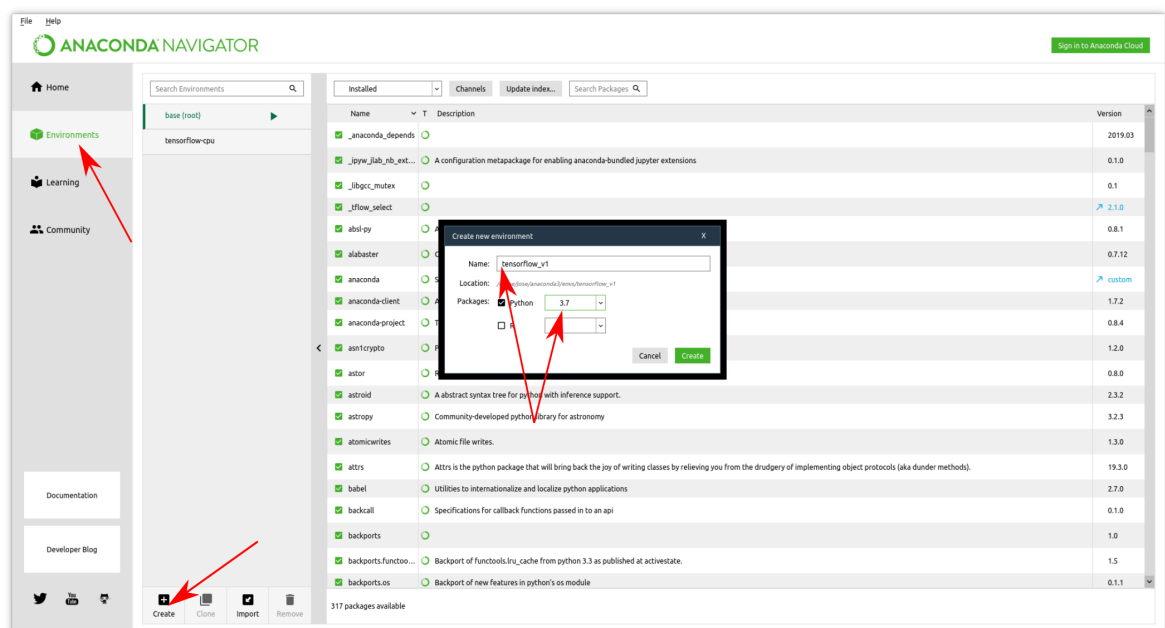 File Help
ANACONDA NAVIGATOR
Sign in to Anaconda Cloud
Home
Environments
Learning
Community
Documentation
Developer Blog
Search Environments
base (root)
tensorflow-cpu
Create Clone Import Remove
Installed Channels Update index... Search Packages
Name T Description Version
_anaconda_depends 2019.03
_ipyw_jlab_nb_ext... A configuration metapackage for enabling anaconda-bundled jupyter extensions 0.1.0
_libgcc_mutex 0.1
_tflow_select 2.1.0
absl-py 0.8.1
alabaster 0.7.12
anaconda custom
anaconda-client 1.7.2
anaconda-project 0.8.4
asn1crypto 1.2.0
astor 0.8.0
astroid A abstract syntax tree for python with inference support. 2.3.2
astropy Community-developed python library for astronomy 3.2.3
atomicwrites Atomic file writes. 1.3.0
attrs Attrs is the python package that will bring back the joy of writing classes by relieving you from the drudgery of implementing object protocols (aka dunder methods). 19.3.0
babel Utilities to internationalize and localize python applications 2.7.0
backcall Specifications for callback functions passed in to an api 0.1.0
backports 1.0
backports.functoo... Backport of functools.lru_cache from python 3.3 as published at activestate. 1.5
backports.os Backport of new features in python's os module 0.1.1
317 packages available
Create new environment X
Name: tensorflow_v1
Location: /jose/anaconda3/envs/tensorflow_v1
Packages: Python 3.7
R
Cancel Create
You Tube